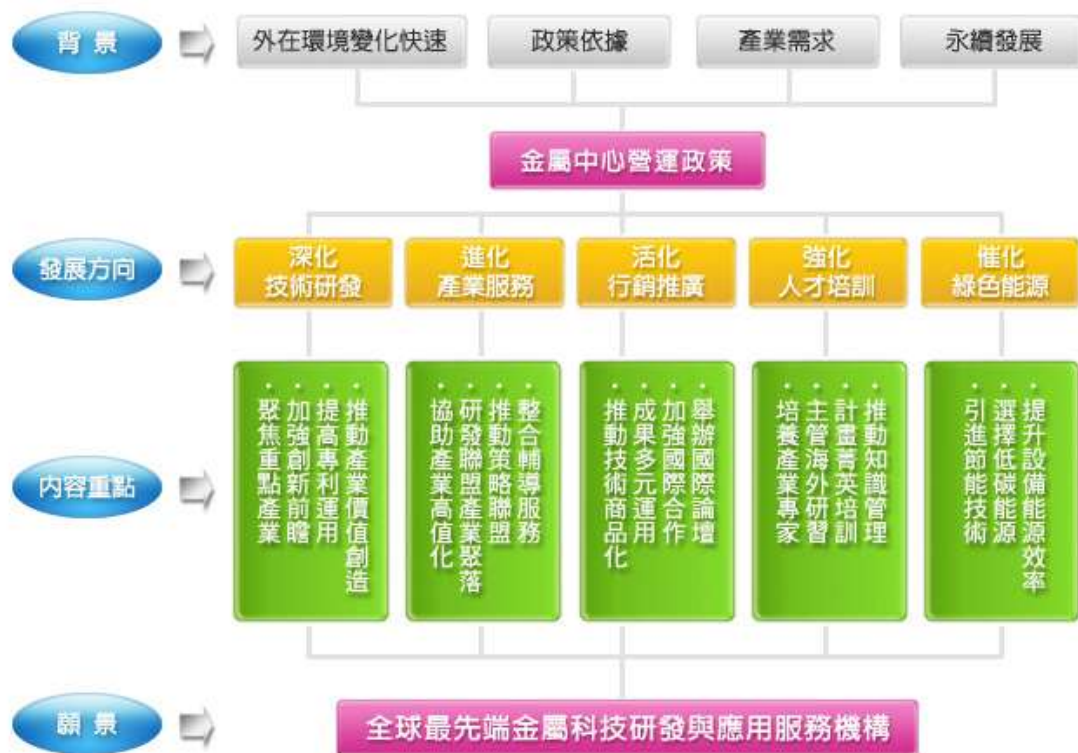 背景
外在環境變化快速
政策依據
產業需求
永續發展
金屬中心營運政策
發展方向
深化
技術研發
進化
產業服務
活化
行銷推廣
強化
人才培訓
催化
綠色能源
內容重點
・推動產業價值創造
・提高專利運用
・加強創新前瞻
・聚焦重點產業
・整合輔導服務
・推動策略聯盟
・研發聯盟產業聚落
・協助產業高值化
・舉辦國際論壇
・加強國際合作
・成果多元運用
・推動技術商品化
・推動知識管理
・計畫菁英培訓
・主管海外研習
・培養產業專家
・提升設備能源效率
・選擇低碳能源
・引進節能技術
願景
全球最先端金屬科技研發與應用服務機構